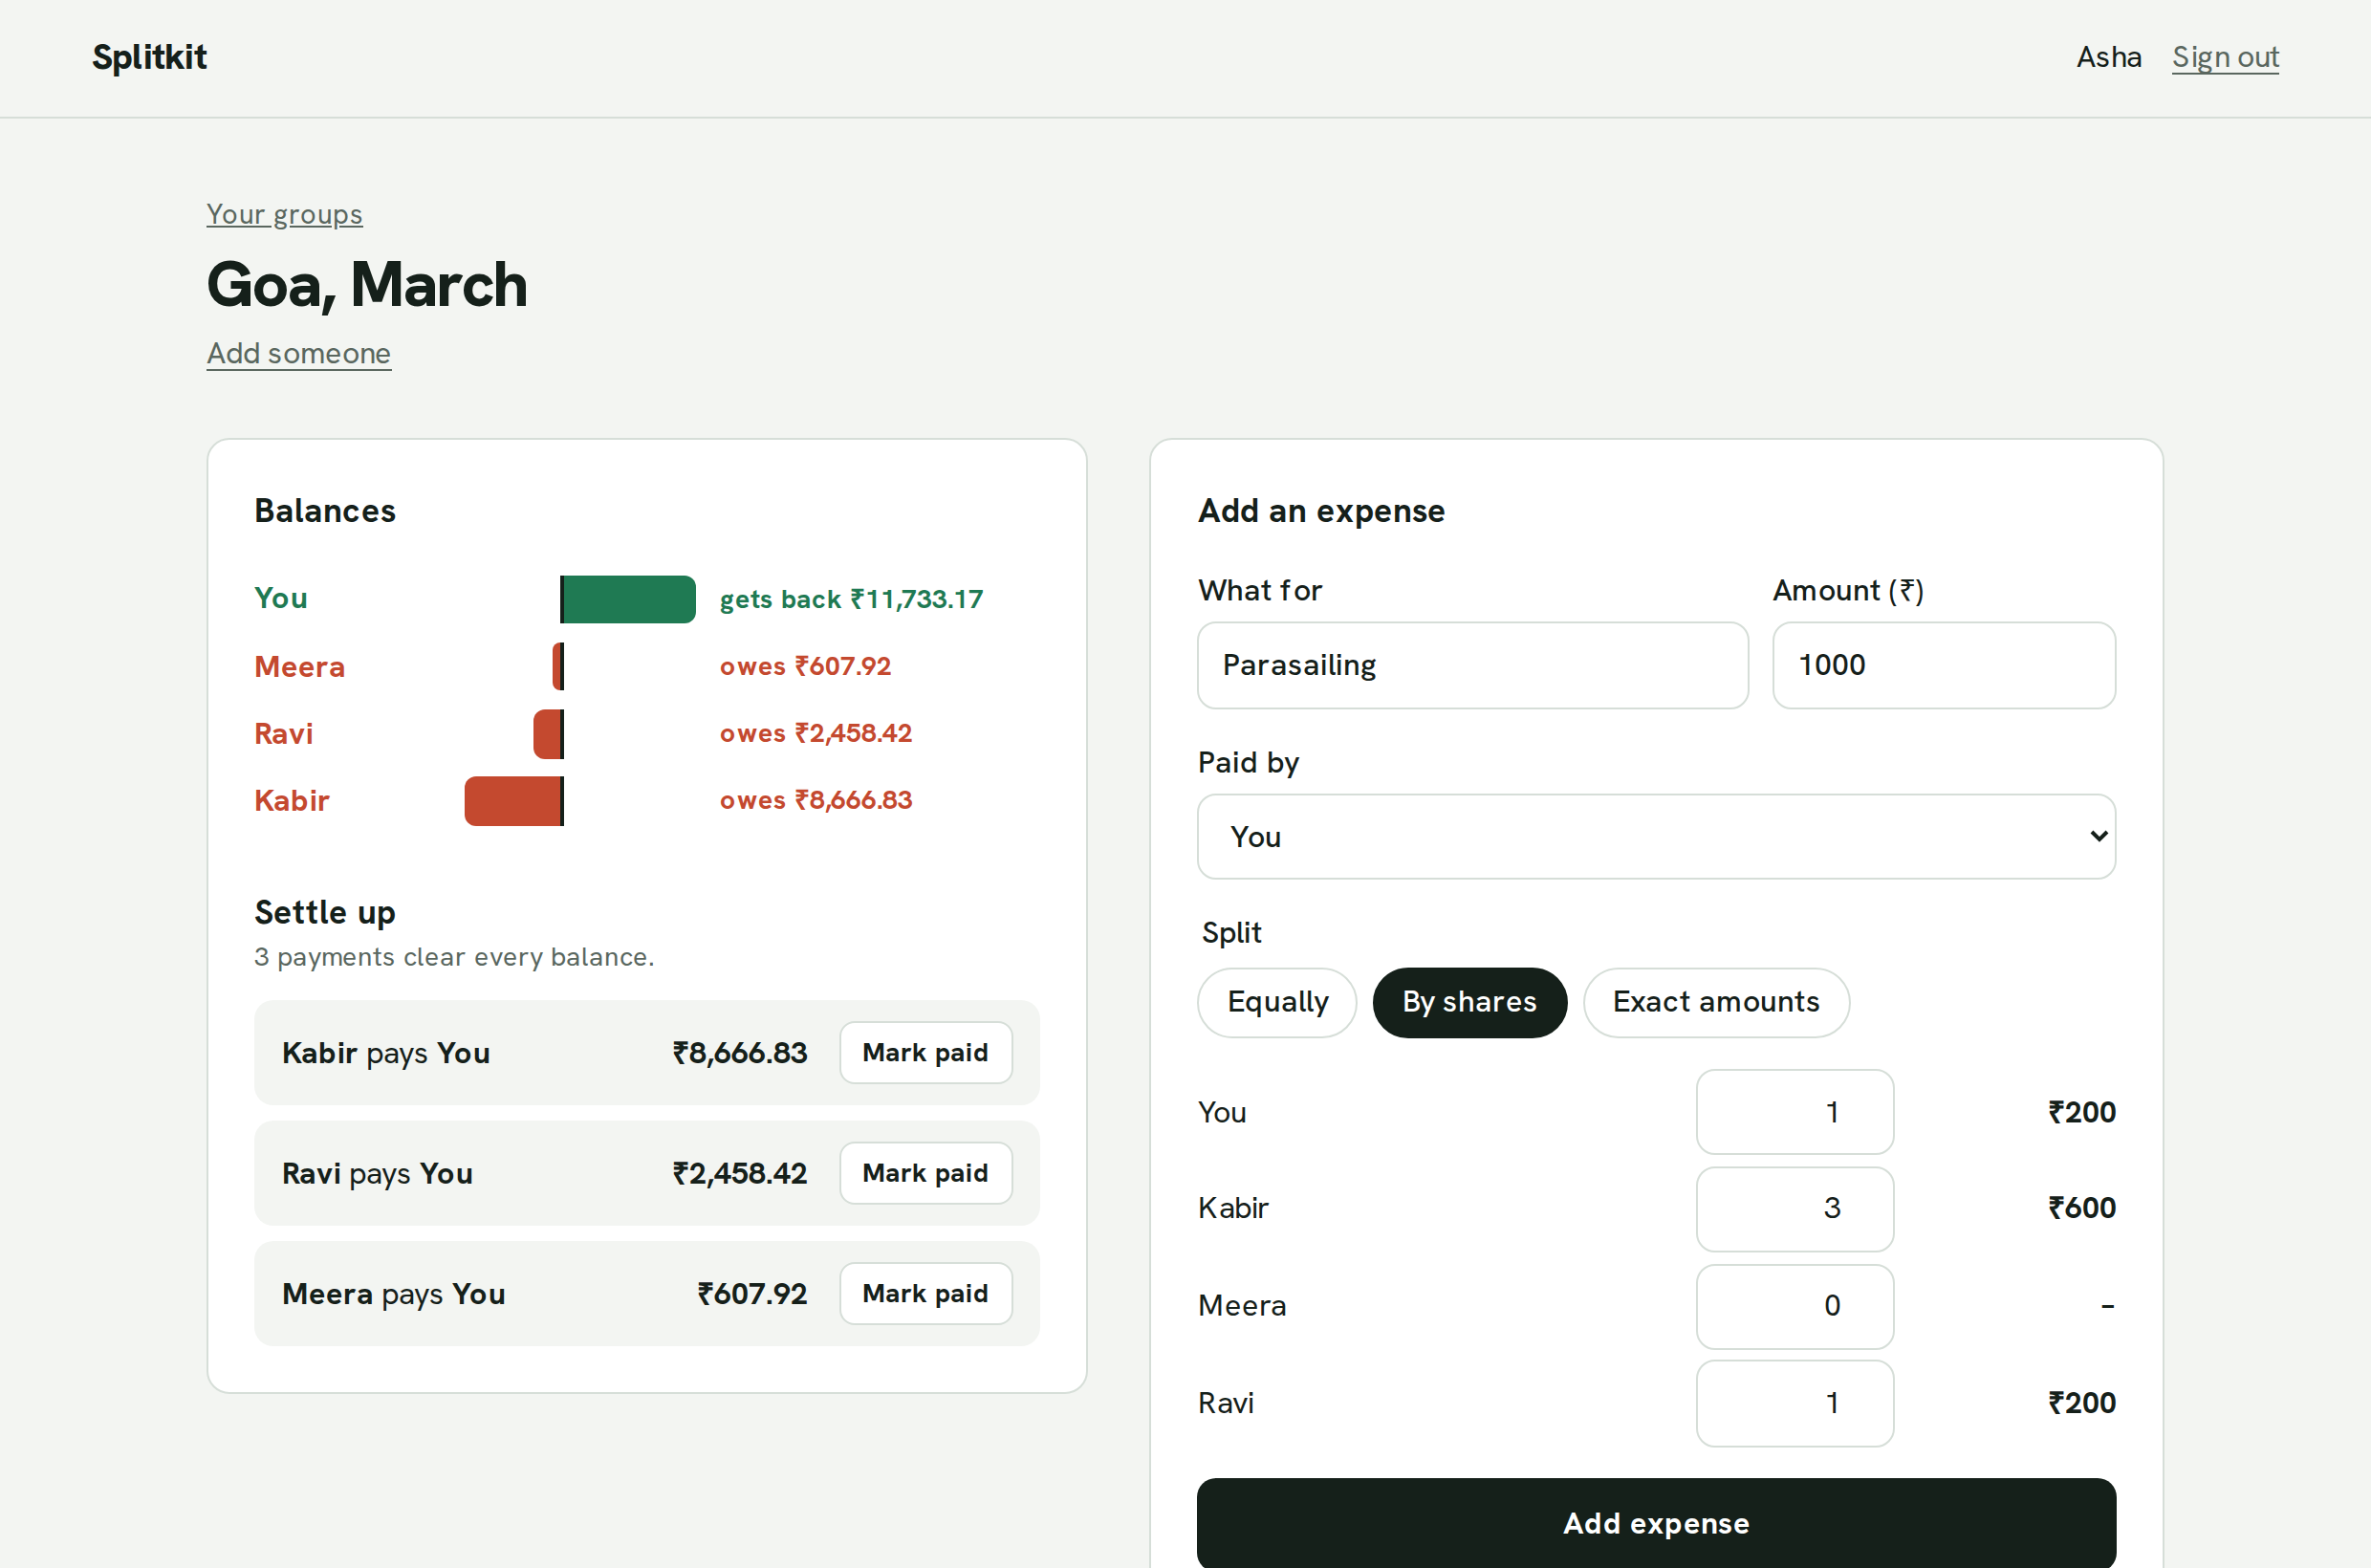 Splitkit
Asha Sign out
Your groups
Goa, March
Add someone
Balances
You gets back ₹11,733.17
Meera owes ₹607.92
Ravi owes ₹2,458.42
Kabir owes ₹8,666.83
Settle up
3 payments clear every balance.
Kabir pays You ₹8,666.83 Mark paid
Ravi pays You ₹2,458.42 Mark paid
Meera pays You ₹607.92 Mark paid
Add an expense
What for Amount (₹)
Parasailing 1000
Paid by
You
Split
Equally By shares Exact amounts
You 1 ₹200
Kabir 3 ₹600
Meera 0 –
Ravi 1 ₹200
Add expense